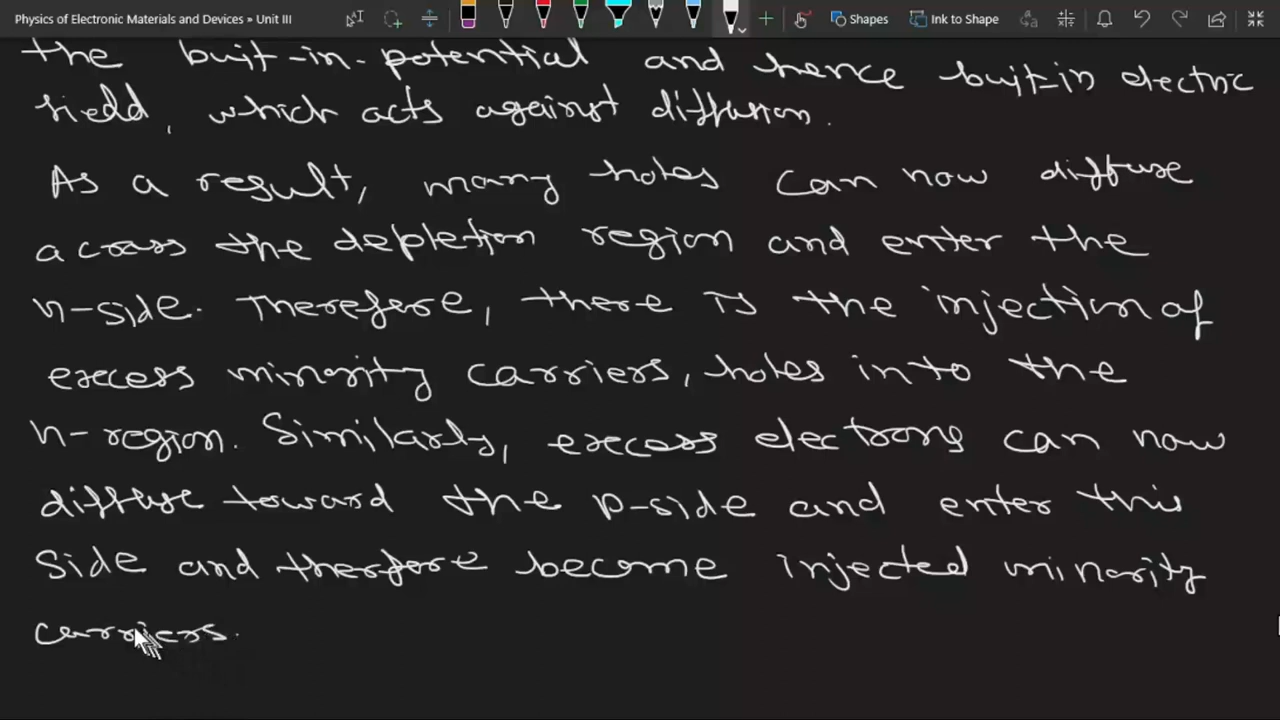 Physics of Electronic Materials and Devices » Unit III
Shapes
Ink to Shape
the built-in-potential and hence built-in electric
field, which acts against diffusion.
As a result, many holes can now diffuse
across the depletion region and enter the
n-side. Therefore, there is the injection of
excess minority carriers, holes into the
n-region. Similarly, excess electrons can now
diffuse toward the p-side and enter this
side and therfore become injected minority
carriers.